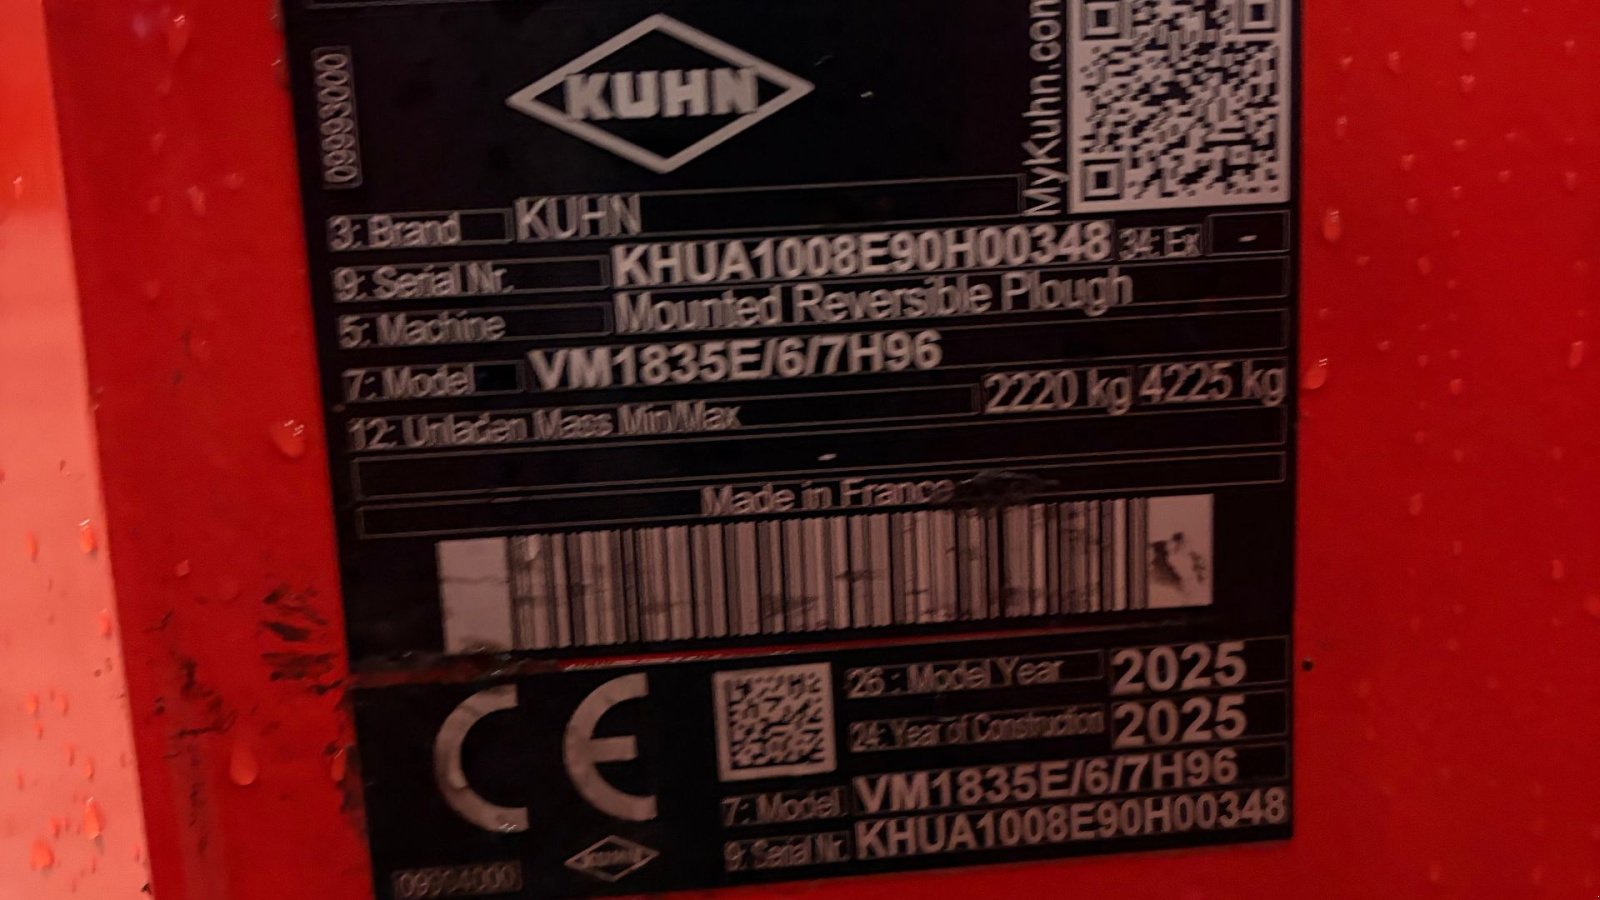 KUHN
MyKuhn.com
09993000
3: Brand KUHN
9: Serial Nr. KHUA1008E90H00348 34: Ex -
5: Machine Mounted Reversible Plough
7: Model VM1835E/6/7H96
12: Unladen Mass Min/Max 2220 kg 4225 kg
-
Made in France
CE
26 : Model Year 2025
24: Year of Construction 2025
7: Model VM1835E/6/7H96
9: Serial Nr. KHUA1008E90H00348
KUHN